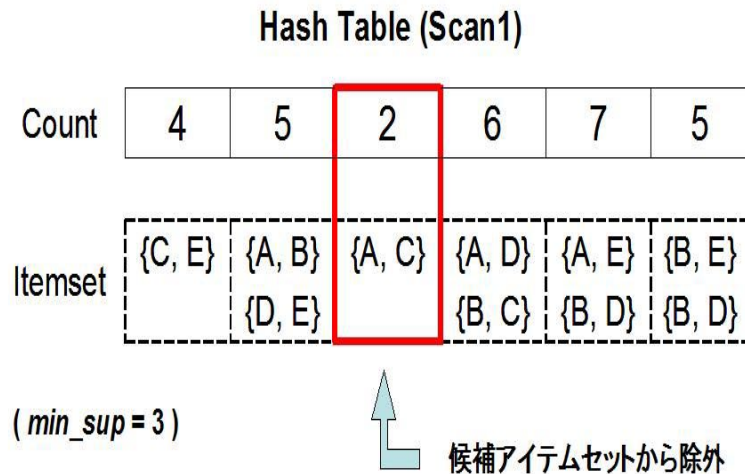 Hash Table (Scan1)
Count 4 5 2 6 7 5
Itemset {C, E} {A, B} {A, C} {A, D} {A, E} {B, E}
{D, E} {B, C} {B, D} {B, D}
( min_sup = 3 )
候補アイテムセットから除外